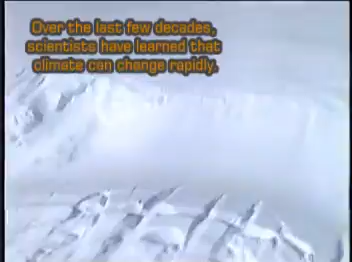 Over the last few decades,
scientists have learned that
climate can change rapidly.